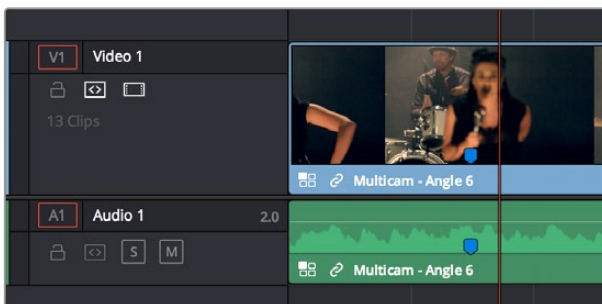 V1 Video 1
13 Clips
Multicam - Angle 6
A1 Audio 1 2.0
S M
Multicam - Angle 6